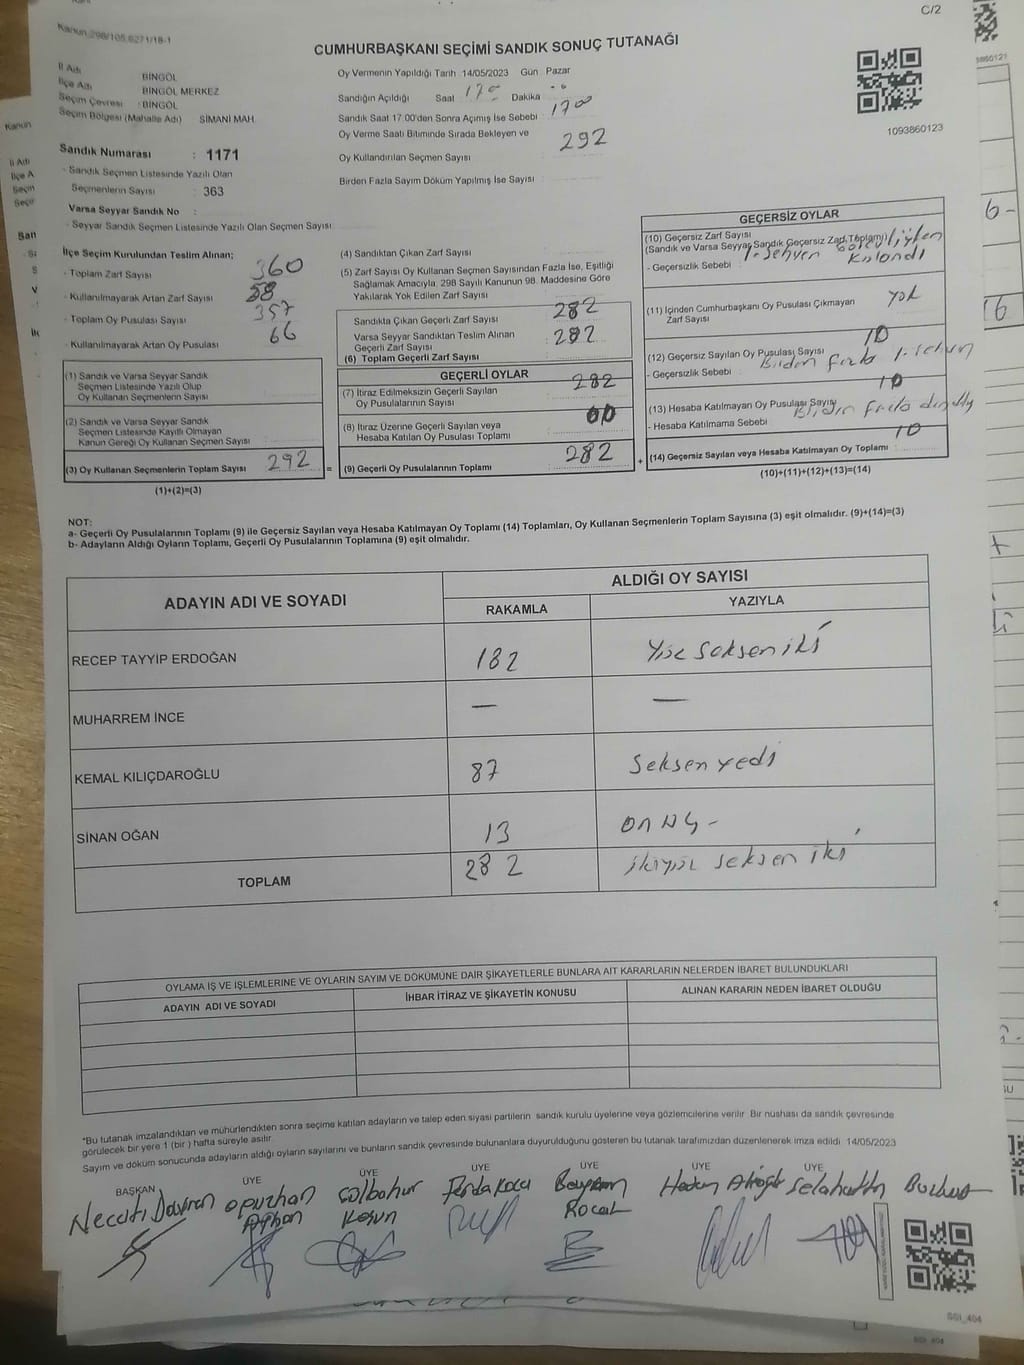 C/2
Kanun:298/105,6271/18-1
CUMHURBAŞKANI SEÇİMİ SANDIK SONUÇ TUTANAĞI
İl Adı : BİNGÖL
İlçe Adı : BİNGÖL MERKEZ
Seçim Çevresi : BİNGÖL
Seçim Bölgesi (Mahalle Adı) SİMANİ MAH.
Sandık Numarası : 1171
- Sandık Seçmen Listesinde Yazılı Olan
Seçmenlerin Sayısı : 363
Varsa Seyyar Sandık No :
- Seyyar Sandık Seçmen Listesinde Yazılı Olan Seçmen Sayısı
Oy Vermenin Yapıldığı Tarih 14/05/2023 Gün Pazar
Sandığın Açıldığı Saat 17 00 Dakika
Sandık Saat 17:00'den Sonra Açılmış İse Sebebi 17 00
Oy Verme Saati Bitiminde Sırada Bekleyen ve
Oy Kullandırılan Seçmen Sayısı 292
Birden Fazla Sayım Döküm Yapılmış İse Sayısı :
1093860123
İlçe Seçim Kurulundan Teslim Alınan;
- Toplam Zarf Sayısı 360
- Kullanılmayarak Artan Zarf Sayısı 58
- Toplam Oy Pusulası Sayısı 357
- Kullanılmayarak Artan Oy Pusulası 66
(1) Sandık ve Varsa Seyyar Sandık
Seçmen Listesinde Yazılı Olup
Oy Kullanan Seçmenlerin Sayısı
(2) Sandık ve Varsa Seyyar Sandık
Seçmen Listesinde Kayıtlı Olmayan
Kanun Gereği Oy Kullanan Seçmen Sayısı
(3) Oy Kullanan Seçmenlerin Toplam Sayısı 292
(1)+(2)=(3)
(4) Sandıktan Çıkan Zarf Sayısı
(5) Zarf Sayısı Oy Kullanan Seçmen Sayısından Fazla İse, Eşitliği
Sağlamak Amacıyla, 298 Sayılı Kanunun 98. Maddesine Göre
Yakılarak Yok Edilen Zarf Sayısı
Sandıkta Çıkan Geçerli Zarf Sayısı 282
Varsa Seyyar Sandıktan Teslim Alınan
Geçerli Zarf Sayısı : 282
(6) Toplam Geçerli Zarf Sayısı
GEÇERLİ OYLAR
(7) İtiraz Edilmeksizin Geçerli Sayılan
Oy Pusulalarının Sayısı 282
(8) İtiraz Üzerine Geçerli Sayılan veya
Hesaba Katılan Oy Pusulası Toplamı
= (9) Geçerli Oy Pusulalarının Toplamı 282
GEÇERSİZ OYLAR
(10) Geçersiz Zarf Sayısı
(Sandık ve Varsa Seyyar Sandık Geçersiz Zarf Toplamı)
- Geçersizlik Sebebi :
(11) İçinden Cumhurbaşkanı Oy Pusulası Çıkmayan
Zarf Sayısı yok
(12) Geçersiz Sayılan Oy Pusulası Sayısı 10
- Geçersizlik Sebebi : Birden fazla
(13) Hesaba Katılmayan Oy Pusulası Sayısı 10
- Hesaba Katılmama Sebebi
+ (14) Geçersiz Sayılan veya Hesaba Katılmayan Oy Toplamı 10
(10)+(11)+(12)+(13)=(14)
NOT:
a- Geçerli Oy Pusulalarının Toplamı (9) ile Geçersiz Sayılan veya Hesaba Katılmayan Oy Toplamı (14) Toplamları, Oy Kullanan Seçmenlerin Toplam Sayısına (3) eşit olmalıdır. (9)+(14)=(3)
b- Adayların Aldığı Oyların Toplamı, Geçerli Oy Pusulalarının Toplamına (9) eşit olmalıdır.
ADAYIN ADI VE SOYADI
ALDIĞI OY SAYISI
RAKAMLA YAZIYLA
RECEP TAYYİP ERDOĞAN 182 Yüz seksen iki
MUHARREM İNCE — —
KEMAL KILIÇDAROĞLU 87 Seksen yedi
SİNAN OĞAN 13 on üç -
TOPLAM 282 ikiyüz seksen iki
OYLAMA İŞ VE İŞLEMLERİNE VE OYLARIN SAYIM VE DÖKÜMÜNE DAİR ŞİKAYETLERLE BUNLARA AİT KARARLARIN NELERDEN İBARET BULUNDUKLARI
ADAYIN ADI VE SOYADI İHBAR İTİRAZ VE ŞİKAYETİN KONUSU ALINAN KARARIN NEDEN İBARET OLDUĞU
*Bu tutanak imzalandıktan ve mühürlendikten sonra seçime katılan adayların ve talep eden siyasi partilerin sandık kurulu üyelerine veya gözlemcilerine verilir. Bir nüshası da sandık çevresinde
görülecek bir yere 1 (bir ) hafta süreyle asılır.
Sayım ve döküm sonucunda adayların aldığı oyların sayılarını ve bunların sandık çevresinde bulunanlara duyurulduğunu gösteren bu tutanak tarafımızdan düzenlenerek imza edildi 14/05/2023
BAŞKAN ÜYE ÜYE ÜYE ÜYE ÜYE ÜYE
Ferda Koca Bayram
SSI_404